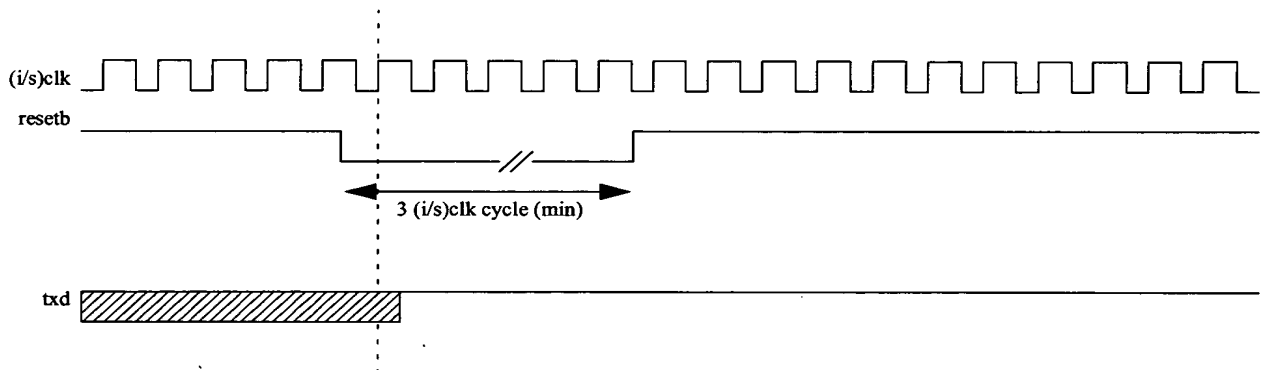 (i/s)clk
resetb
3 (i/s)clk cycle (min)
txd